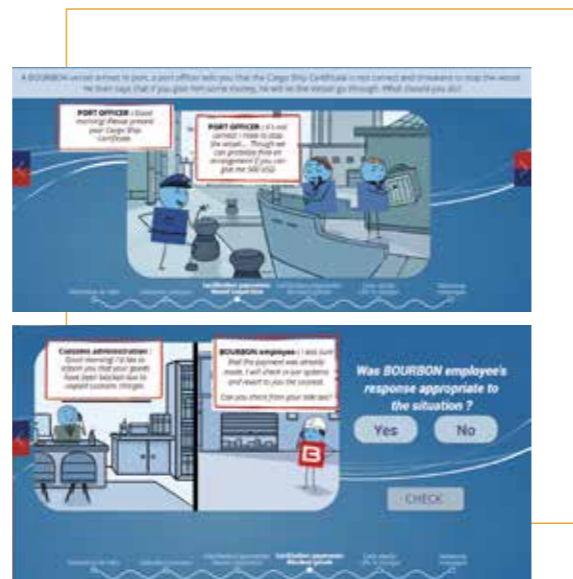 A BOURBON vessel arrives in port, a port officer tells you that the Cargo Ship Certificate is not correct and threatens to stop the vessel.
He then says that if you give him some money, he will let the vessel go through. What should you do?
PORT OFFICER : Good
morning! Please present
your Cargo Ship
Certificate
PORT OFFICER : It's not
correct! I have to stop
the vessel... Though we
can probably find an
arrangement if you can
give me 500 USD
Facilitation payments
Customs administration :
Good morning! I'd like to
inform you that your goods
have been blocked due to
unpaid customs charges.
BOURBON employee : I was sure
that the payment was already
made. I will check in our systems
and revert to you the soonest.
Can you check from your side too?
Was BOURBON employee's
response appropriate to
the situation ?
Yes
No
CHECK
Facilitation payments
Blocked goods